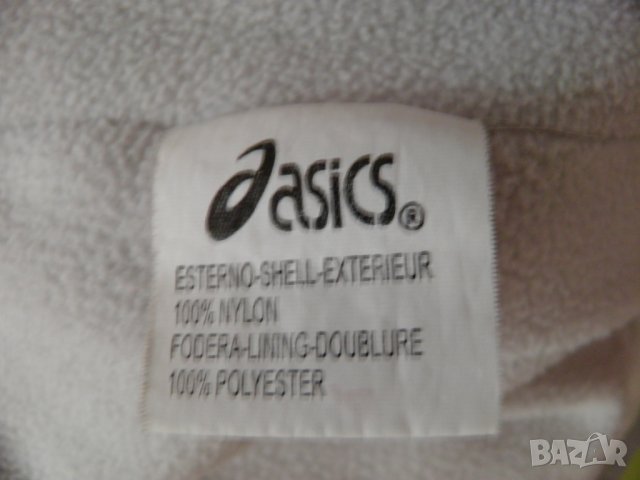 asics®
ESTERNO-SHELL-EXTERIEUR
100% NYLON
FODERA-LINING-DOUBLURE
100% POLYESTER
BAZAR